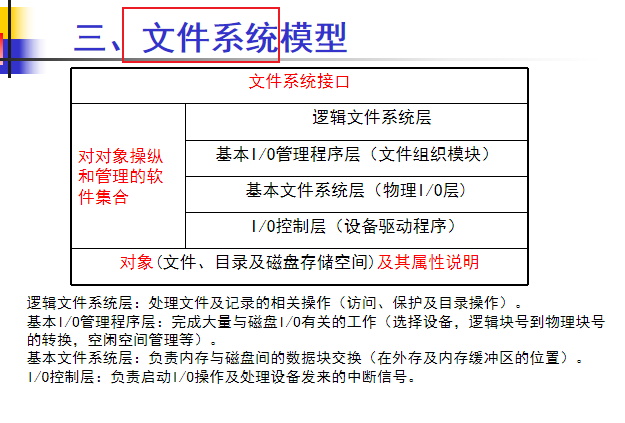 三、文件系统模型
文件系统接口
对对象操纵
和管理的软
件集合
逻辑文件系统层
基本I/O管理程序层（文件组织模块）
基本文件系统层（物理I/O层）
I/O控制层（设备驱动程序）
对象(文件、目录及磁盘存储空间)及其属性说明
逻辑文件系统层：处理文件及记录的相关操作（访问、保护及目录操作）。
基本I/O管理程序层：完成大量与磁盘I/O有关的工作（选择设备，逻辑块号到物理块号
的转换，空闲空间管理等）。
基本文件系统层：负责内存与磁盘间的数据块交换（在外存及内存缓冲区的位置）。
I/O控制层：负责启动I/O操作及处理设备发来的中断信号。